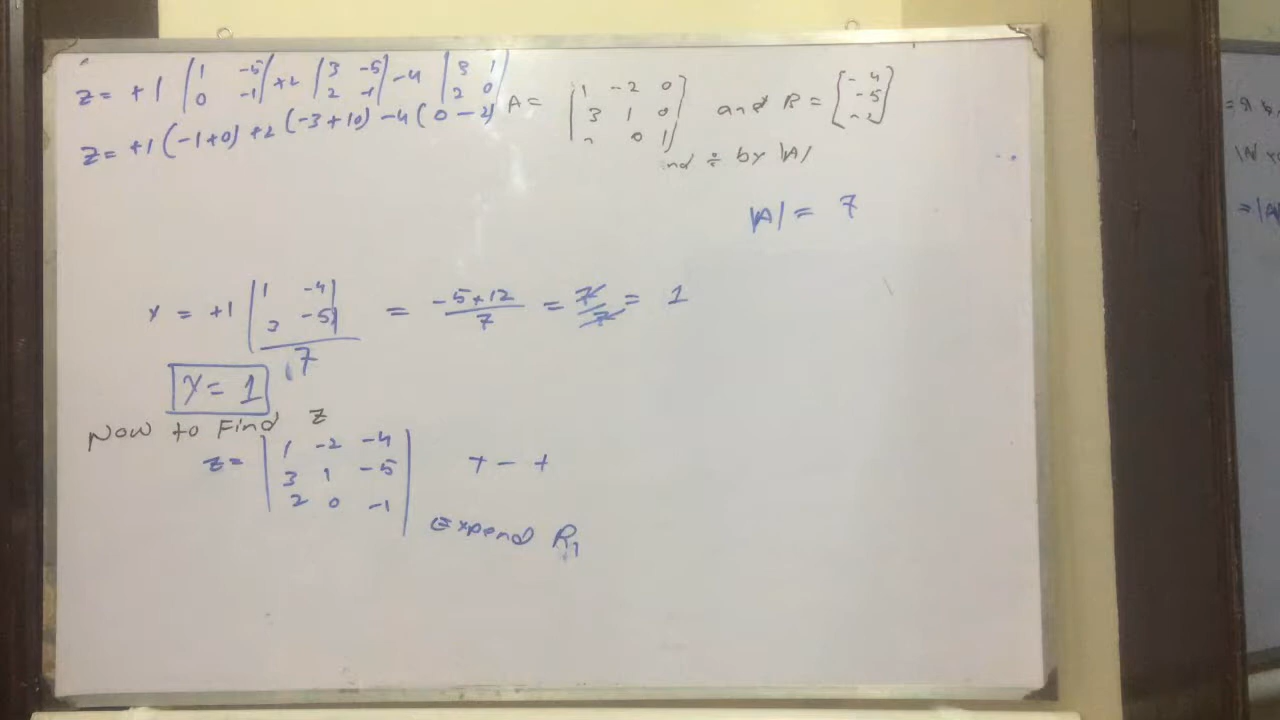 z = +1 | 1 -5 | +2 | 3 -5 | -4 | 3 1 |
| 0 -1 | | 2 -1 | | 2 0 |
z = +1 (-1+0) +2 (-3+10) -4 (0-2)
A = [ 1 -2 0 ] and B = [ -4 ]
3 1 0 -5
0 1
÷ by |A|
|A| = 7
x = +1 | 1 -4 | = -5+12 = 7 = 1
3 -5 7 7
7
x = 1
Now to Find z
z = | 1 -2 -4 | + - +
3 1 -5
2 0 -1
Expend R1
= |A|